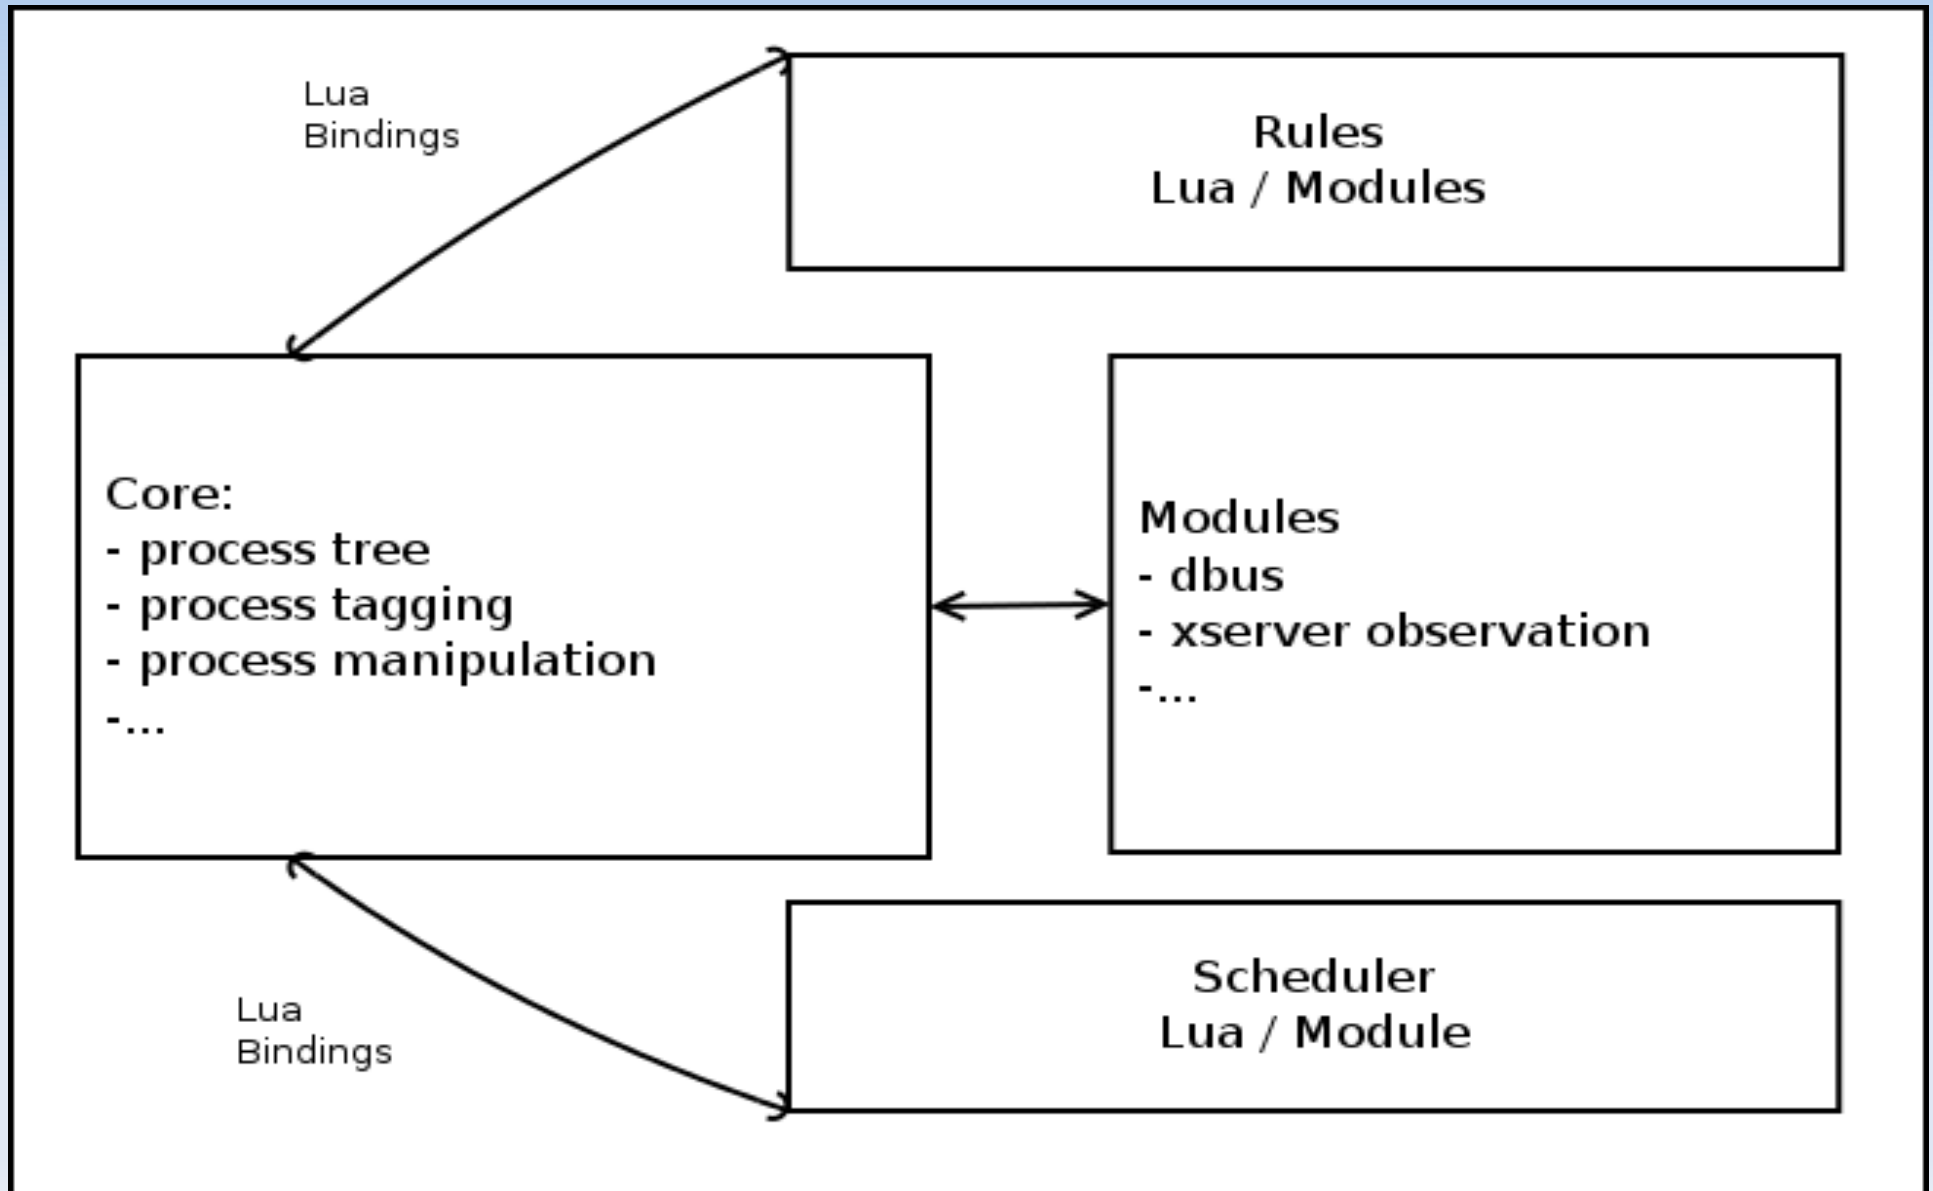 Lua
Bindings
Rules
Lua / Modules
Core:
- process tree
- process tagging
- process manipulation
-...
Modules
- dbus
- xserver observation
-...
Scheduler
Lua / Module
Lua
Bindings